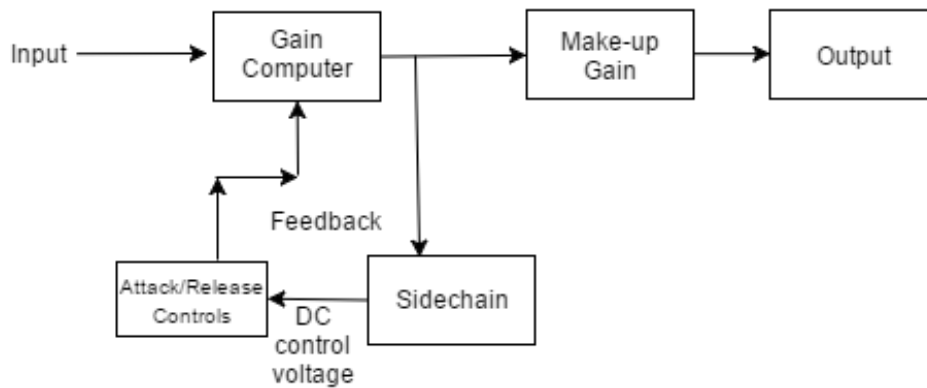 Input
Gain
Computer
Make-up
Gain
Output
Feedback
Attack/Release
Controls
DC
control
voltage
Sidechain